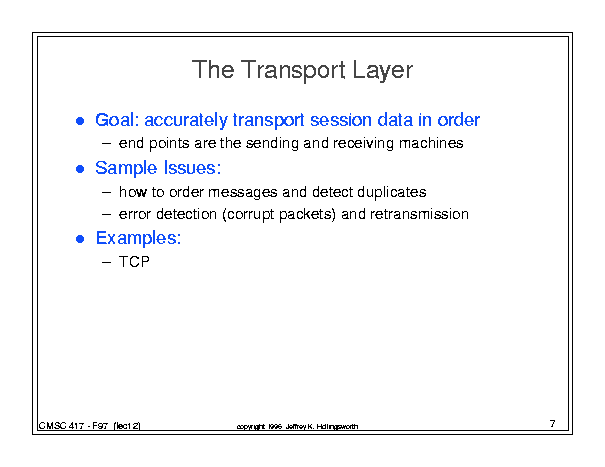 The Transport Layer
● Goal: accurately transport session data in order
– end points are the sending and receiving machines
● Sample Issues:
– how to order messages and detect duplicates
– error detection (corrupt packets) and retransmission
● Examples:
– TCP
CMSC 417 - F97 (lect 2)
copyright 1996 Jeffrey K. Hollingsworth
7